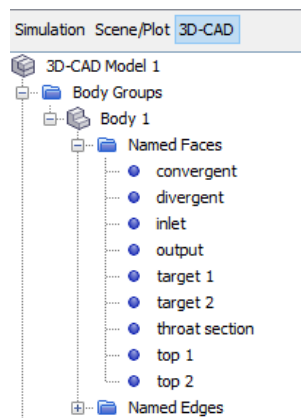 Simulation Scene/Plot 3D-CAD
3D-CAD Model 1
Body Groups
Body 1
Named Faces
convergent
divergent
inlet
output
target 1
target 2
throat section
top 1
top 2
Named Edges